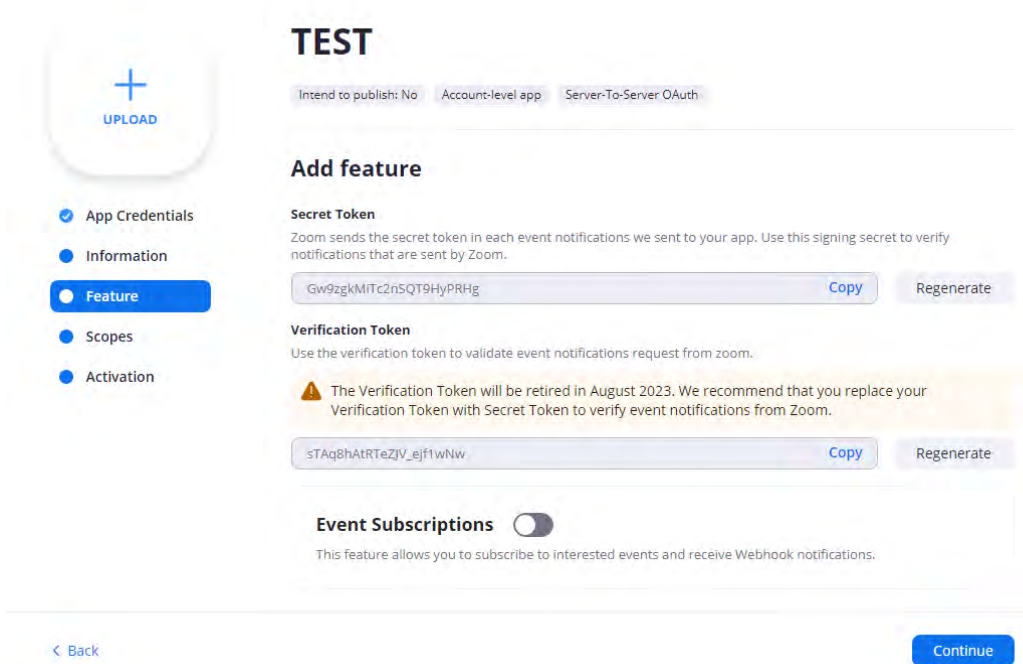 TEST
UPLOAD
Intend to publish: No Account-level app Server-To-Server OAuth
Add feature
App Credentials
Information
Feature
Scopes
Activation
Secret Token
Zoom sends the secret token in each event notifications we sent to your app. Use this signing secret to verify
notifications that are sent by Zoom.
Gw9zgkMiTc2nSQT9HyPRHg Copy Regenerate
Verification Token
Use the verification token to validate event notifications request from zoom.
The Verification Token will be retired in August 2023. We recommend that you replace your
Verification Token with Secret Token to verify event notifications from Zoom.
sTAq8hAtRTeZJV_ejf1wNw Copy Regenerate
Event Subscriptions
This feature allows you to subscribe to interested events and receive Webhook notifications.
< Back Continue